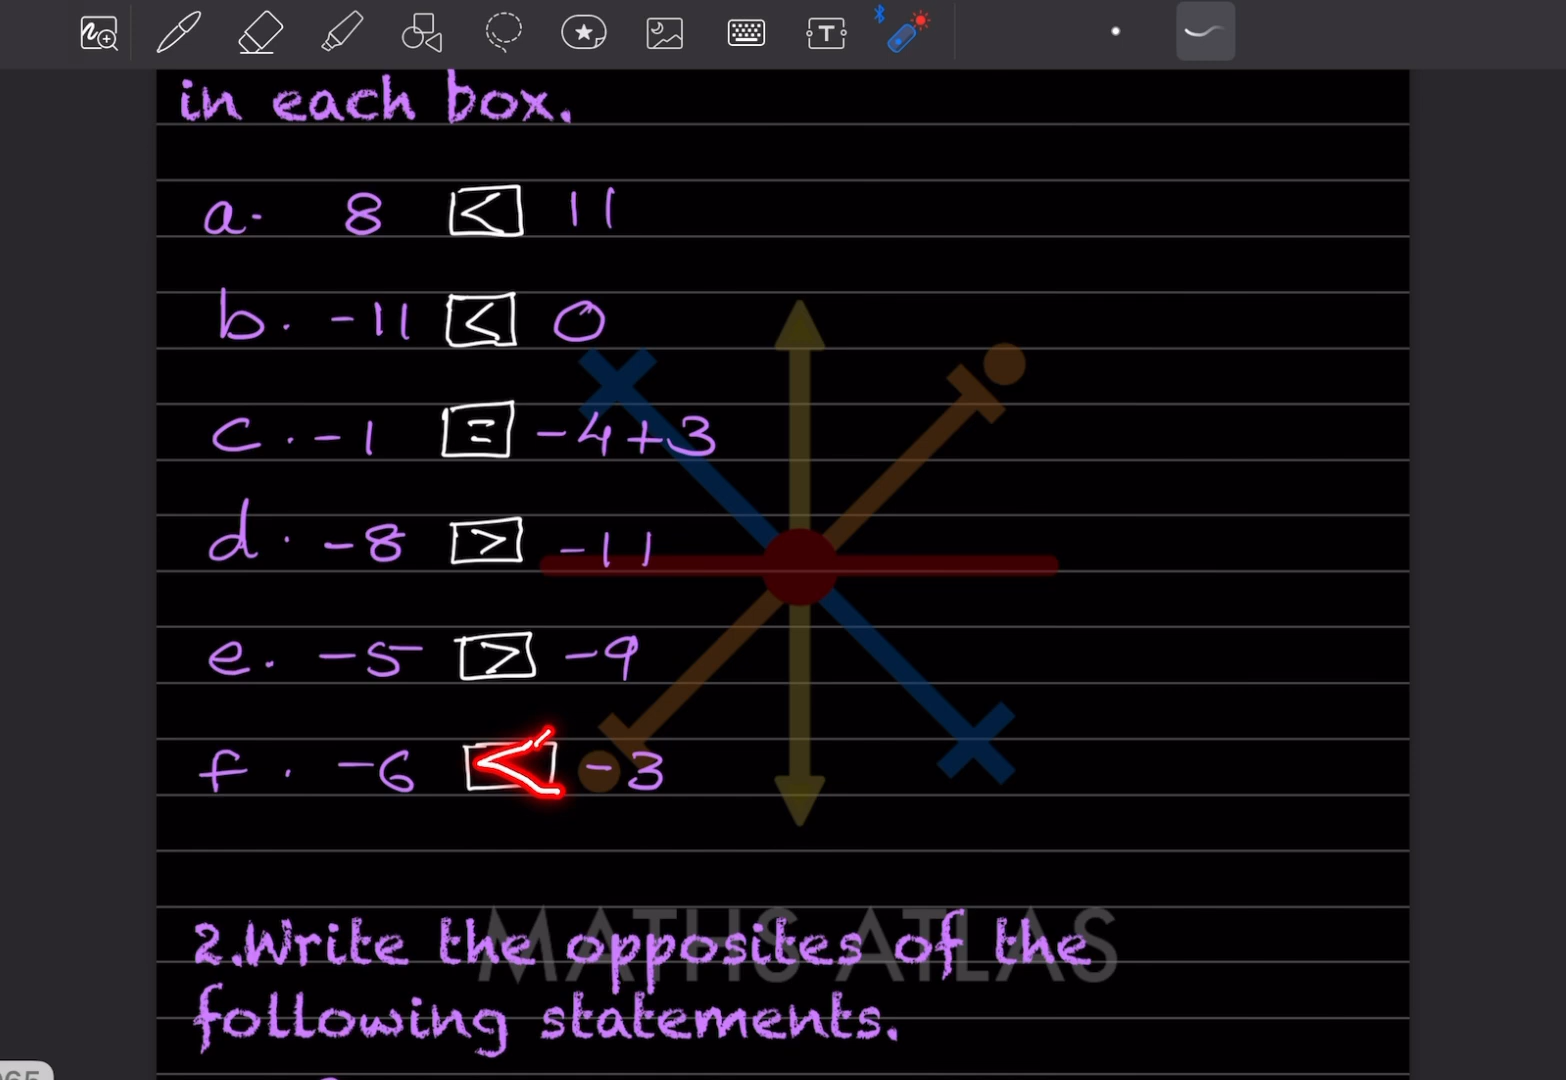 in each box.
a. 8 < 11
b. -11 < 0
c. -1 = -4+3
d. -8 > -11
e. -5 > -9
f. -6 < -3
MATHS ATLAS
2.Write the opposites of the
following statements.